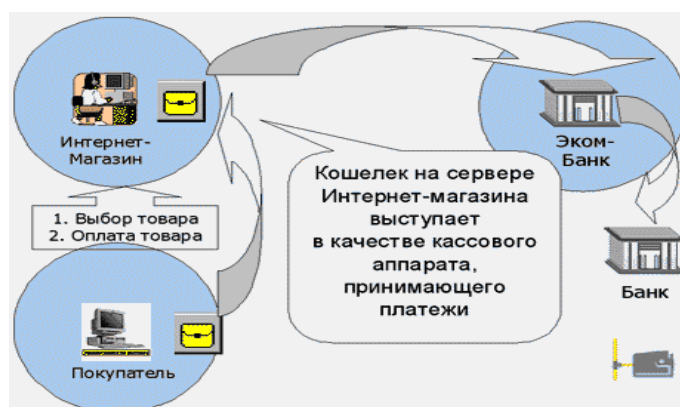 Интернет-
Магазин
Эком-
Банк
Кошелек на сервере
Интернет-магазина
выступает
в качестве кассового
аппарата,
принимающего
платежи
1. Выбор товара
2. Оплата товара
Банк
Покупатель